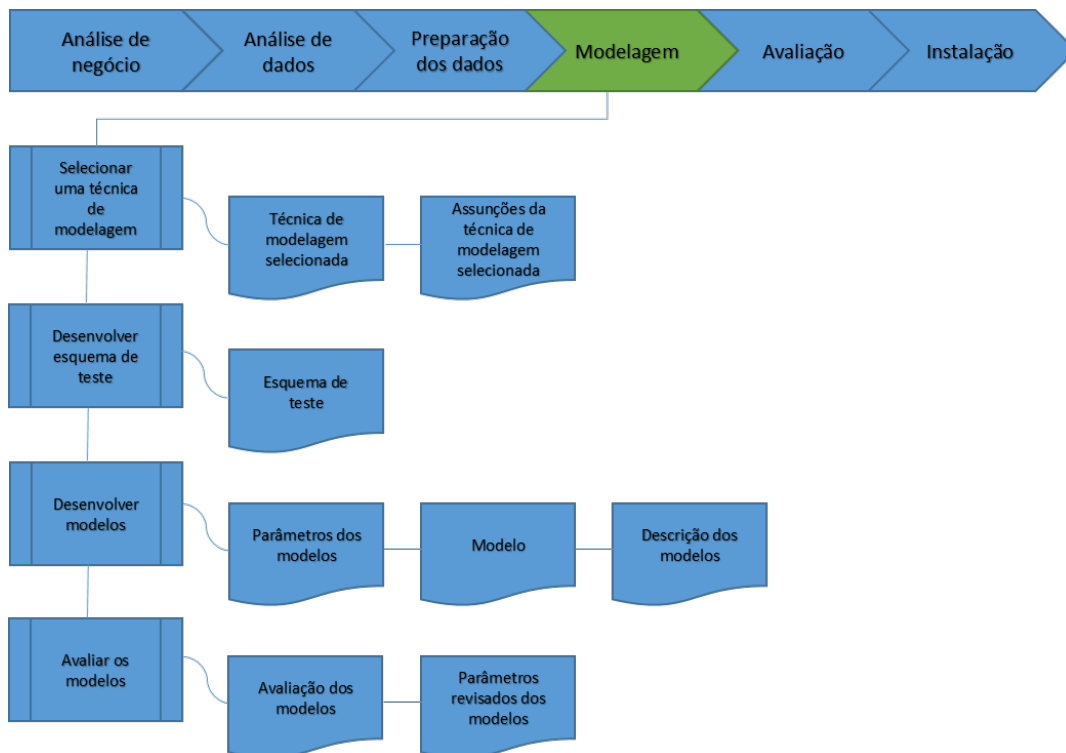 Análise de
negócio
Análise de
dados
Preparação
dos dados
Modelagem
Avaliação
Instalação
Selecionar
uma técnica
de
modelagem
Técnica de
modelagem
selecionada
Assunções da
técnica de
modelagem
selecionada
Desenvolver
esquema de
teste
Esquema de
teste
Desenvolver
modelos
Parâmetros dos
modelos
Modelo
Descrição dos
modelos
Avaliar os
modelos
Avaliação dos
modelos
Parâmetros
revisados dos
modelos